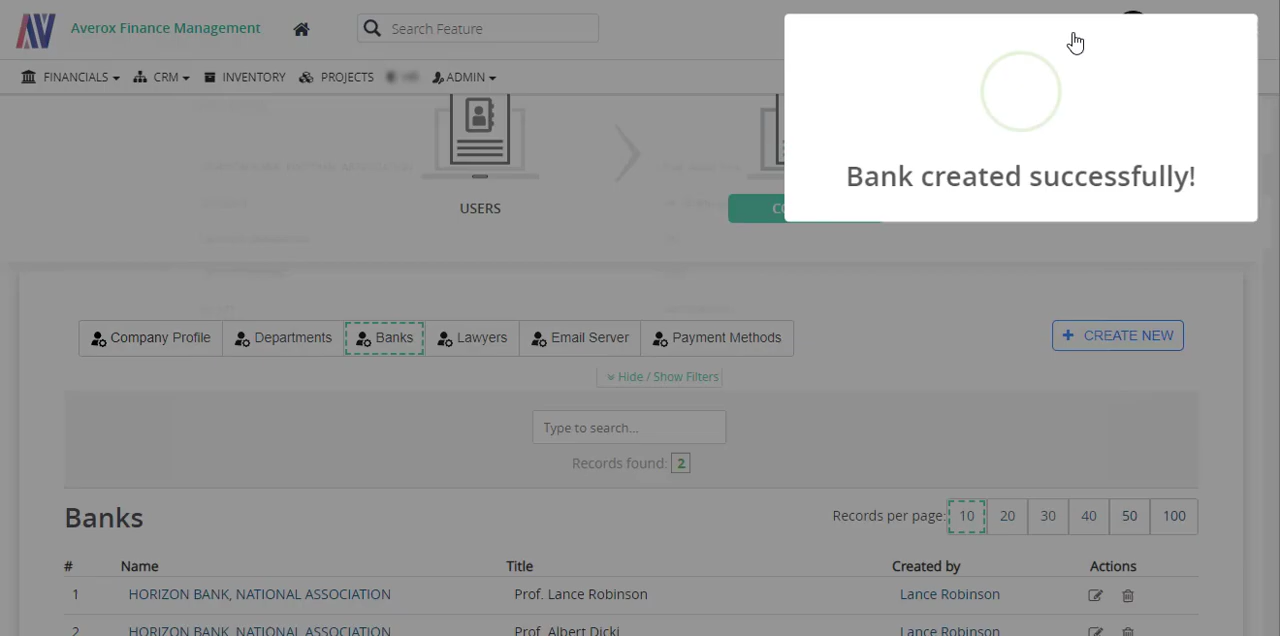 Averox Finance Management
Search Feature
FINANCIALS CRM INVENTORY PROJECTS HR ADMIN
Bank created successfully!
USERS
Company Profile Departments Banks Lawyers Email Server Payment Methods
+ CREATE NEW
Hide / Show Filters
Type to search...
Records found: 2
Banks
Records per page: 10 20 30 40 50 100
# Name Title Created by Actions
1 HORIZON BANK, NATIONAL ASSOCIATION Prof. Lance Robinson Lance Robinson
2 HORIZON BANK, NATIONAL ASSOCIATION Prof. Albert Dicki Lance Robinson